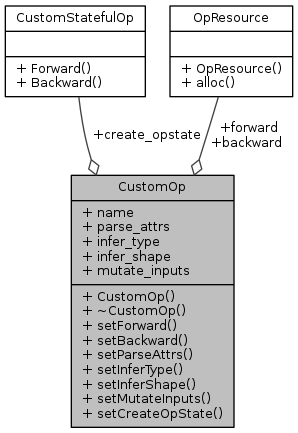 CustomStatefulOp
+ Forward()
+ Backward()
OpResource
+ OpResource()
+ alloc()
+create_opstate
+forward
+backward
CustomOp
+ name
+ parse_attrs
+ infer_type
+ infer_shape
+ mutate_inputs
+ CustomOp()
+ ~CustomOp()
+ setForward()
+ setBackward()
+ setParseAttrs()
+ setInferType()
+ setInferShape()
+ setMutateInputs()
+ setCreateOpState()